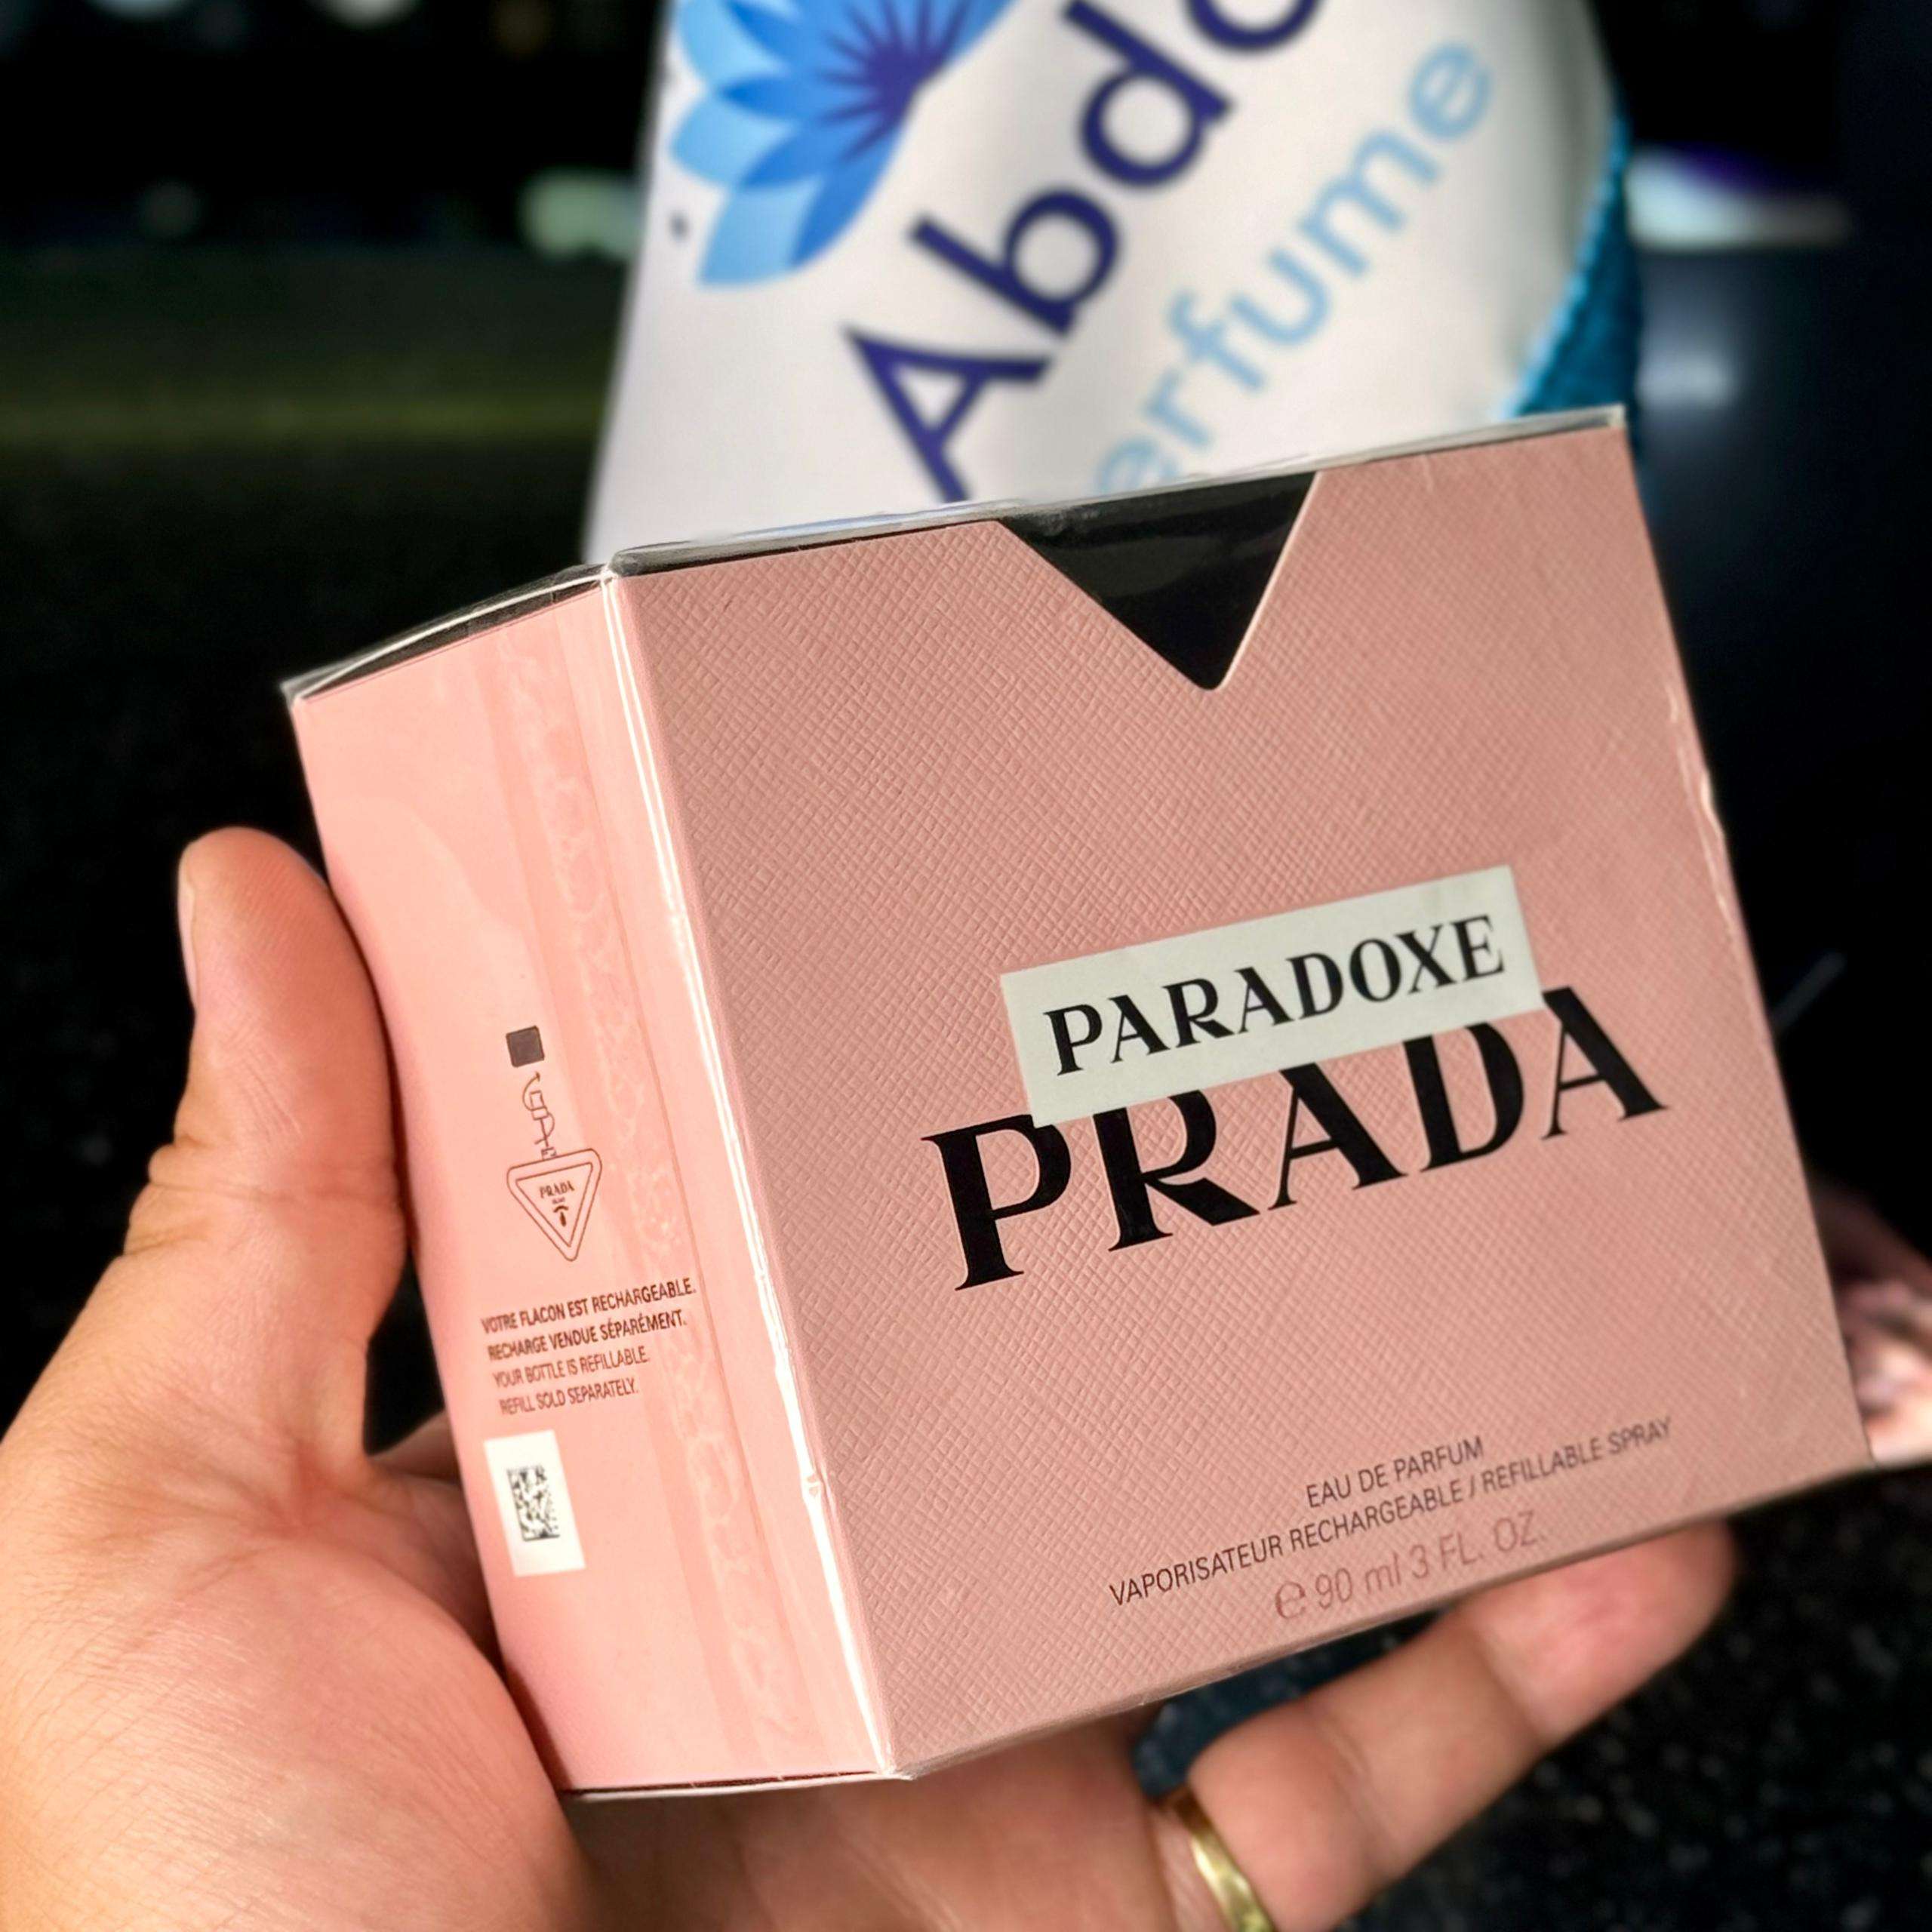 Abdo
erfume
PARADOXE
PRADA
PRADA
VOTRE FLACON EST RECHARGEABLE.
RECHARGE VENDUE SÉPARÉMENT.
YOUR BOTTLE IS REFILLABLE.
REFILL SOLD SEPARATELY.
EAU DE PARFUM
VAPORISATEUR RECHARGEABLE / REFILLABLE SPRAY
℮ 90 ml 3 FL. OZ.